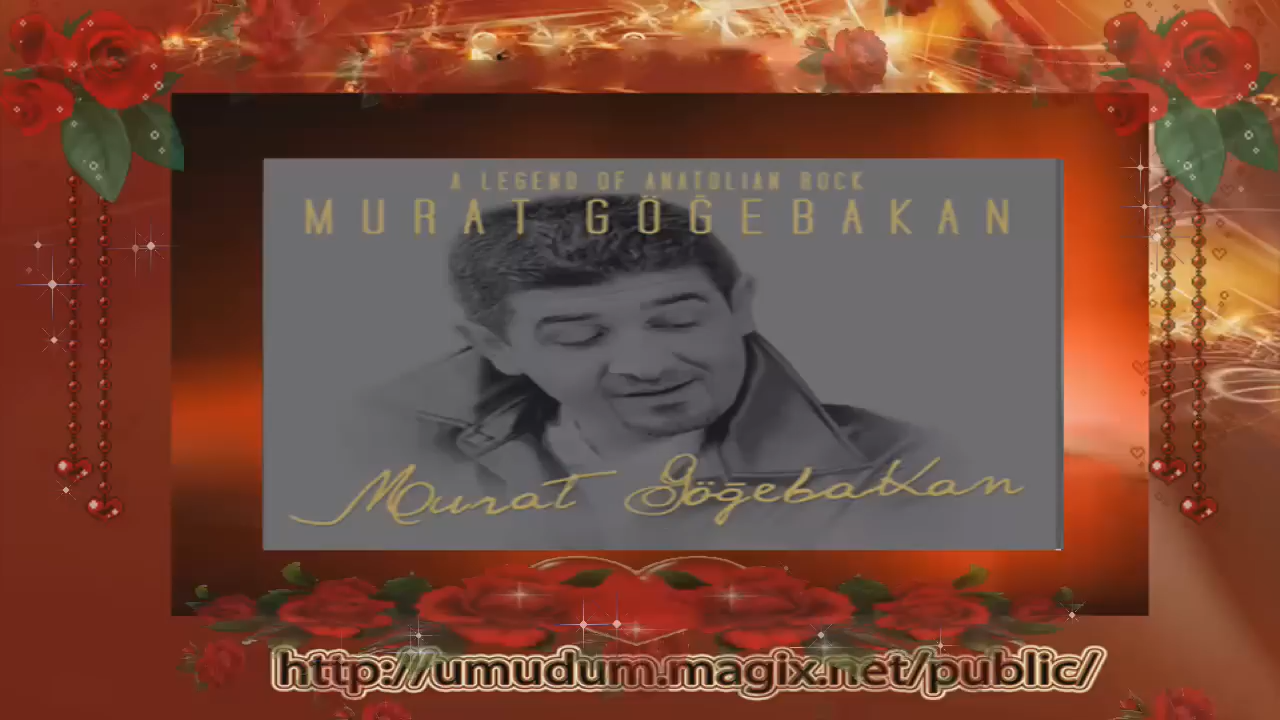 A LEGEND OF ANATOLIAN ROCK
MURAT GÖĞEBAKAN
Murat Göğebakan
http://umudum.magix.net/public/